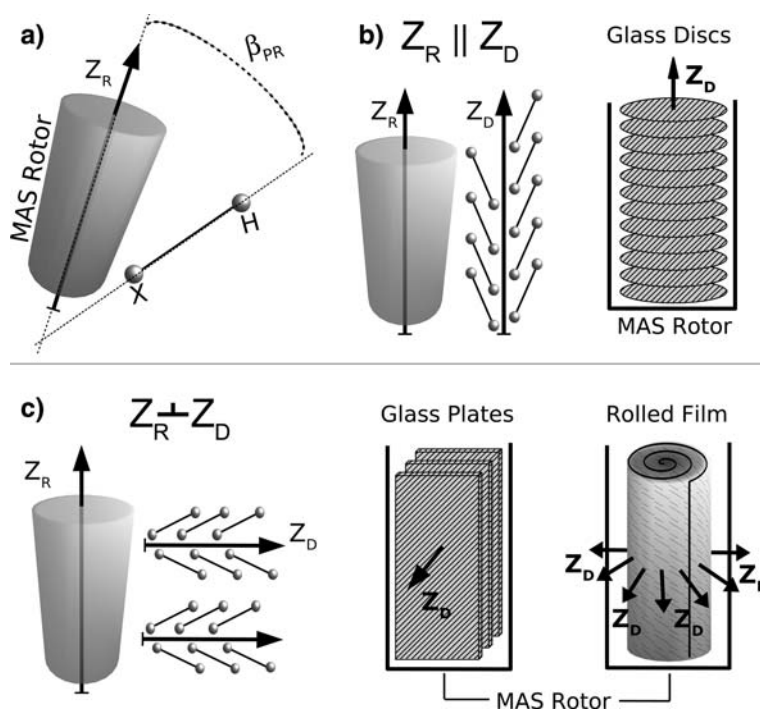 a)
Z_R
β_PR
MAS Rotor
H
X
b)
Z_R || Z_D
Z_R
Z_D
Glass Discs
Z_D
MAS Rotor
c)
Z_R ⊥ Z_D
Z_R
Z_D
Glass Plates
Z_D
Rolled Film
Z_D
Z_D
Z_D
Z_D
MAS Rotor